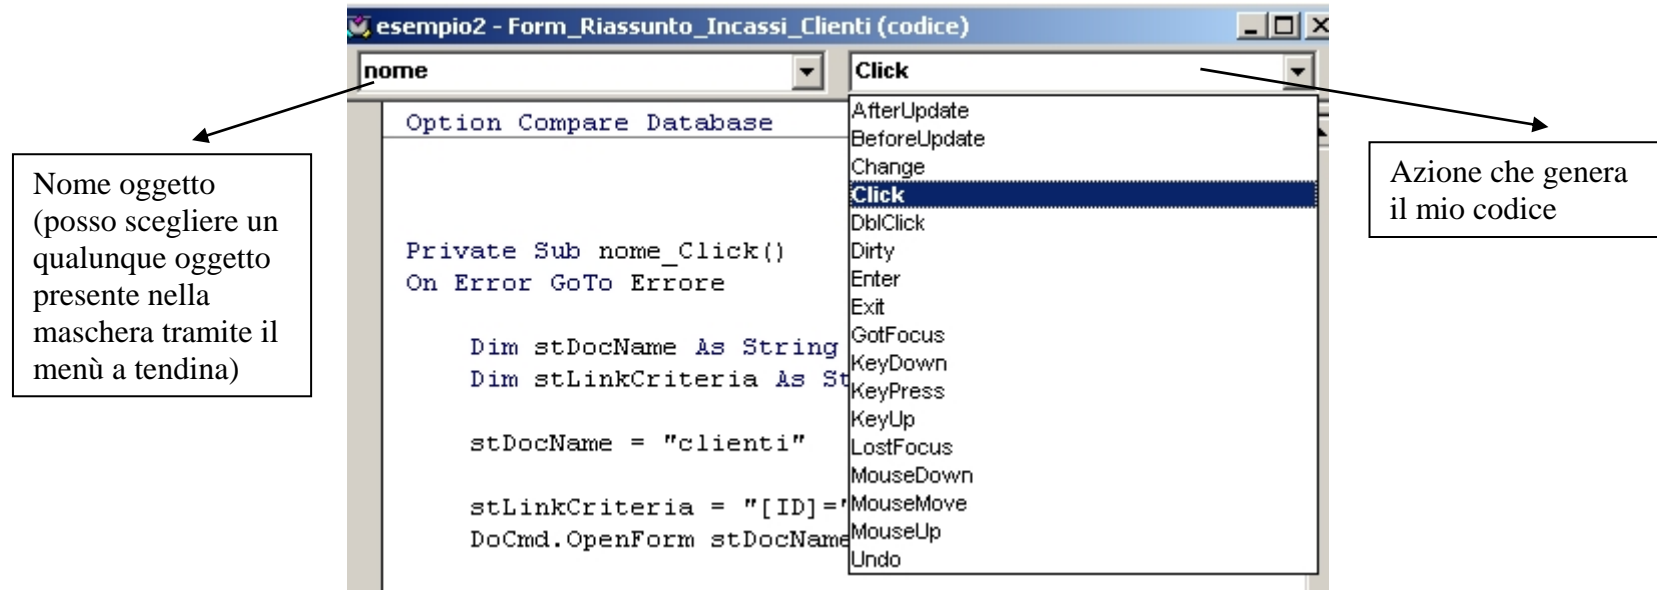 esempio2 - Form_Riassunto_Incassi_Clienti (codice)
nome
Click
Option Compare Database
Private Sub nome_Click()
On Error GoTo Errore
Dim stDocName As String
Dim stLinkCriteria As St
stDocName = "clienti"
stLinkCriteria = "[ID]='
DoCmd.OpenForm stDocName
AfterUpdate
BeforeUpdate
Change
Click
DblClick
Dirty
Enter
Exit
GotFocus
KeyDown
KeyPress
KeyUp
LostFocus
MouseDown
MouseMove
MouseUp
Undo
Nome oggetto
(posso scegliere un
qualunque oggetto
presente nella
maschera tramite il
menù a tendina)
Azione che genera
il mio codice